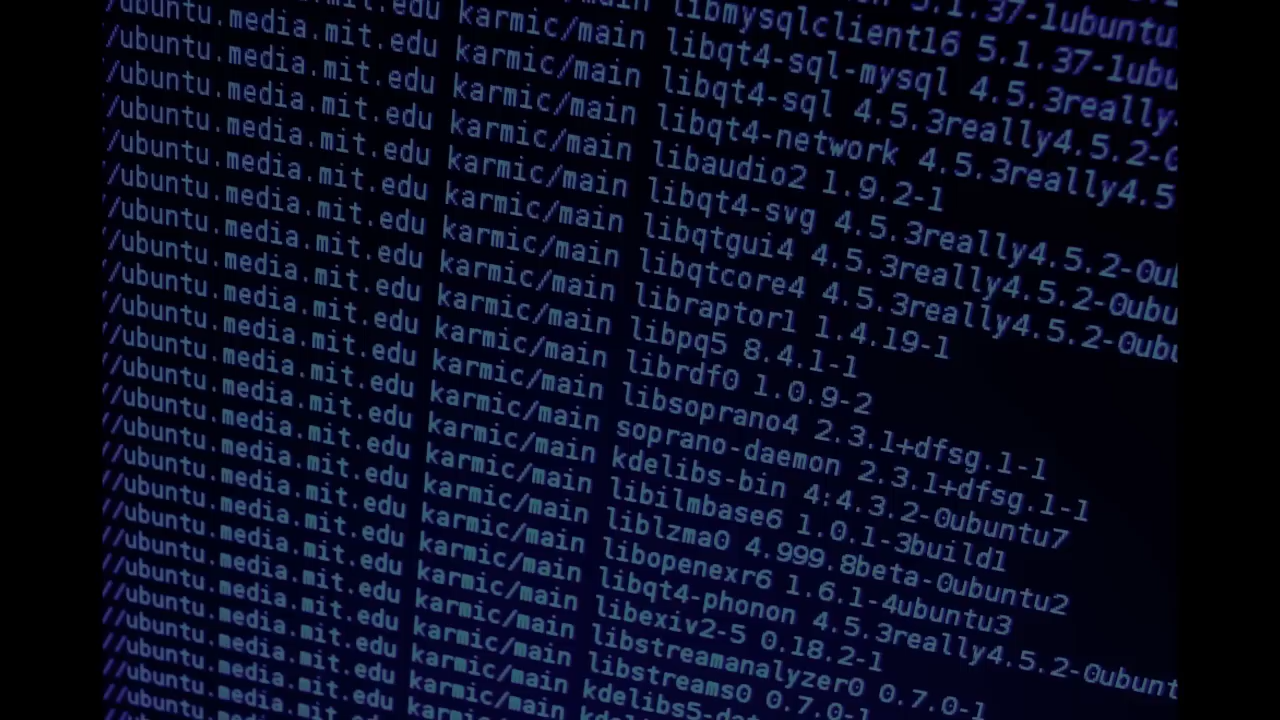 5.1.37-1ubuntu
libmysqlclient16 5.1.37-1ubu
/ubuntu.media.mit.edu karmic/main libqt4-sql-mysql 4.5.3really
//ubuntu.media.mit.edu karmic/main libqt4-sql 4.5.3really4.5.2-0
//ubuntu.media.mit.edu karmic/main libqt4-network 4.5.3really4.5
//ubuntu.media.mit.edu karmic/main libaudio2 1.9.2-1
//ubuntu.media.mit.edu karmic/main libqt4-svg 4.5.3really4.5.2-0ub
//ubuntu.media.mit.edu karmic/main libqtgui4 4.5.3really4.5.2-0ubu
//ubuntu.media.mit.edu karmic/main libqtcore4 4.5.3really4.5.2-0ubu
//ubuntu.media.mit.edu karmic/main libraptor1 1.4.19-1
//ubuntu.media.mit.edu karmic/main libpq5 8.4.1-1
//ubuntu.media.mit.edu karmic/main librdf0 1.0.9-2
//ubuntu.media.mit.edu karmic/main libsoprano4 2.3.1+dfsg.1-1
//ubuntu.media.mit.edu karmic/main soprano-daemon 2.3.1+dfsg.1-1
//ubuntu.media.mit.edu karmic/main kdelibs-bin 4:4.3.2-0ubuntu7
//ubuntu.media.mit.edu karmic/main libilmbase6 1.0.1-3build1
//ubuntu.media.mit.edu karmic/main liblzma0 4.999.8beta-0ubuntu2
//ubuntu.media.mit.edu karmic/main libopenexr6 1.6.1-4ubuntu3
//ubuntu.media.mit.edu karmic/main libqt4-phonon 4.5.3really4.5.2-0ubunt
//ubuntu.media.mit.edu karmic/main libexiv2-5 0.18.2-1
//ubuntu.media.mit.edu karmic/main libstreamanalyzer0 0.7.0-1
//ubuntu.media.mit.edu karmic/main libstreams0 0.7.0-1
//ubuntu.media.mit.edu karmic/main kdelibs5-dat